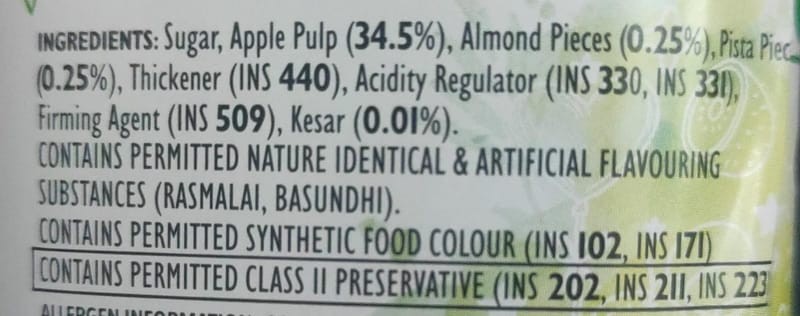 INGREDIENTS: Sugar, Apple Pulp (34.5%), Almond Pieces (0.25%), Pista Piec
(0.25%), Thickener (INS 440), Acidity Regulator (INS 330, INS 331),
Firming Agent (INS 509), Kesar (0.01%).
CONTAINS PERMITTED NATURE IDENTICAL & ARTIFICIAL FLAVOURING
SUBSTANCES (RASMALAI, BASUNDHI).
CONTAINS PERMITTED SYNTHETIC FOOD COLOUR (INS 102, INS 171)
CONTAINS PERMITTED CLASS II PRESERVATIVE (INS 202, INS 211, INS 223
ALLERGEN INFORMATION